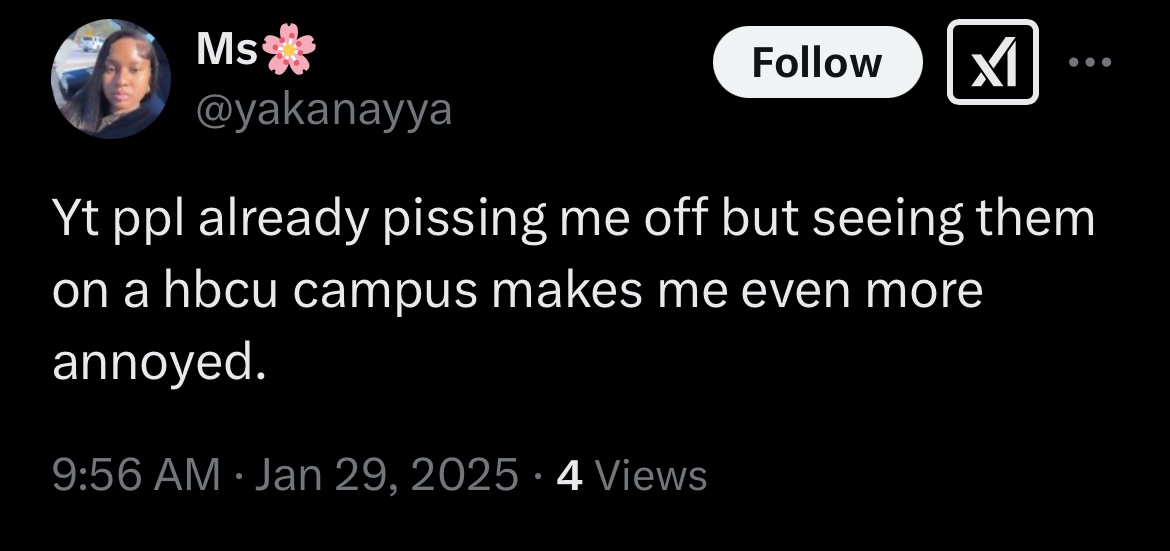 Ms🌸
@yakanayya
Follow
Yt ppl already pissing me off but seeing them
on a hbcu campus makes me even more
annoyed.
9:56 AM · Jan 29, 2025 · 4 Views